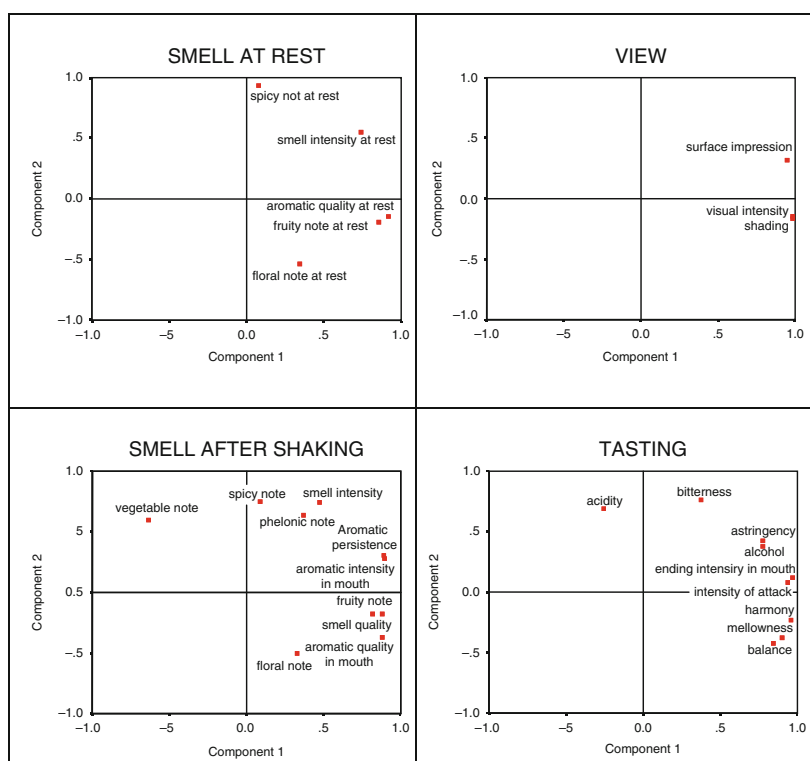 SMELL AT REST
1.0
spicy not at rest
.5
smell intensity at rest
0.0
aromatic quality at rest
fruity note at rest
–.5
floral note at rest
–1.0
–1.0
–.5
0.0
.5
1.0
Component 1
Component 2
VIEW
1.0
.5
surface impression
0.0
visual intensity
shading
–.5
–1.0
–1.0
–.5
0.0
.5
1.0
Component 1
Component 2
SMELL AFTER SHAKING
1.0
spicy note
smell intensity
vegetable note
phelonic note
5
Aromatic
persistence
aromatic intensity
in mouth
0.5
fruity note
smell quality
aromatic quality
in mouth
–.5
floral note
–1.0
–1.0
–.5
0.0
.5
1.0
Component 1
Component 2
TASTING
1.0
bitterness
acidity
.5
astringency
alcohol
ending intensiry in mouth
0.0
intensity of attack
harmony
mellowness
balance
–.5
–1.0
–1.0
–.5
0.0
.5
1.0
Component 1
Component 2